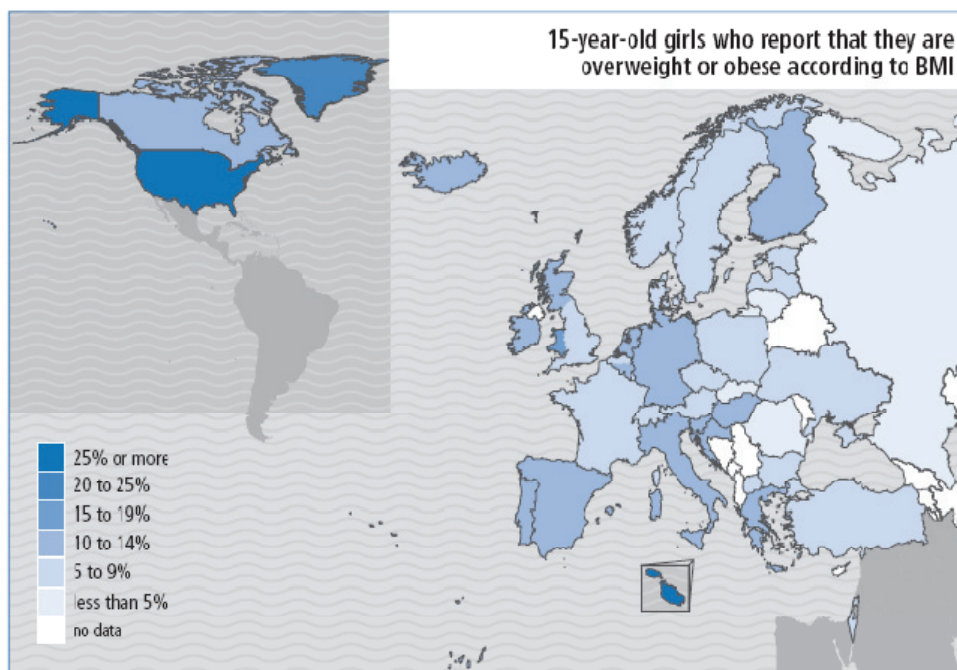 15-year-old girls who report that they are
overweight or obese according to BMI
25% or more
20 to 25%
15 to 19%
10 to 14%
5 to 9%
less than 5%
no data